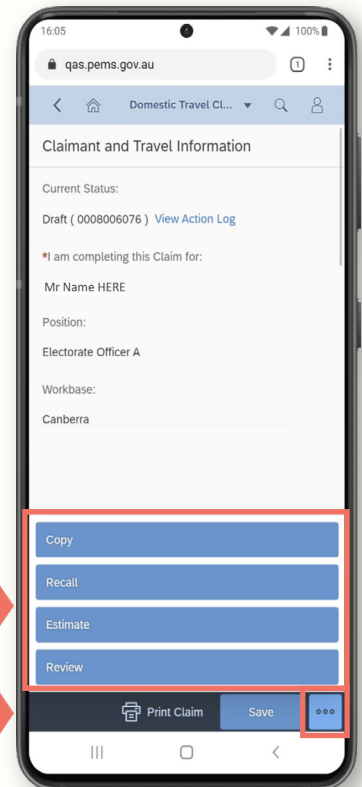 16:05
100%
qas.pems.gov.au
1
Domestic Travel Cl...
Claimant and Travel Information
Current Status:
Draft ( 0008006076 ) View Action Log
*I am completing this Claim for:
Mr Name HERE
Position:
Electorate Officer A
Workbase:
Canberra
Copy
Recall
Estimate
Review
Print Claim Save